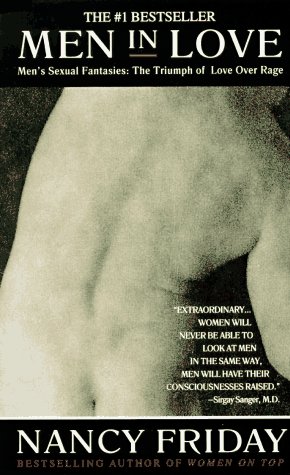 THE #1 BESTSELLER
MEN IN LOVE
Men's Sexual Fantasies: The Triumph of Love Over Rage
"EXTRAORDINARY...
WOMEN WILL
NEVER BE ABLE TO
LOOK AT MEN
IN THE SAME WAY,
MEN WILL HAVE THEIR
CONSCIOUSNESSES RAISED."
—Sirgay Sanger, M.D.
NANCY FRIDAY
BESTSELLING AUTHOR OF WOMEN ON TOP